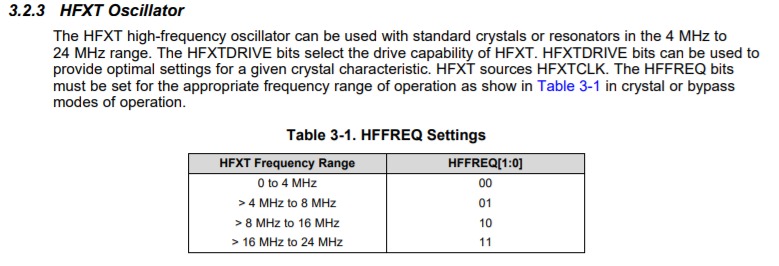 3.2.3 HFXT Oscillator
The HFXT high-frequency oscillator can be used with standard crystals or resonators in the 4 MHz to
24 MHz range. The HFXTDRIVE bits select the drive capability of HFXT. HFXTDRIVE bits can be used to
provide optimal settings for a given crystal characteristic. HFXT sources HFXTCLK. The HFFREQ bits
must be set for the appropriate frequency range of operation as show in Table 3-1 in crystal or bypass
modes of operation.
Table 3-1. HFFREQ Settings
HFXT Frequency Range HFFREQ[1:0]
0 to 4 MHz 00
> 4 MHz to 8 MHz 01
> 8 MHz to 16 MHz 10
> 16 MHz to 24 MHz 11